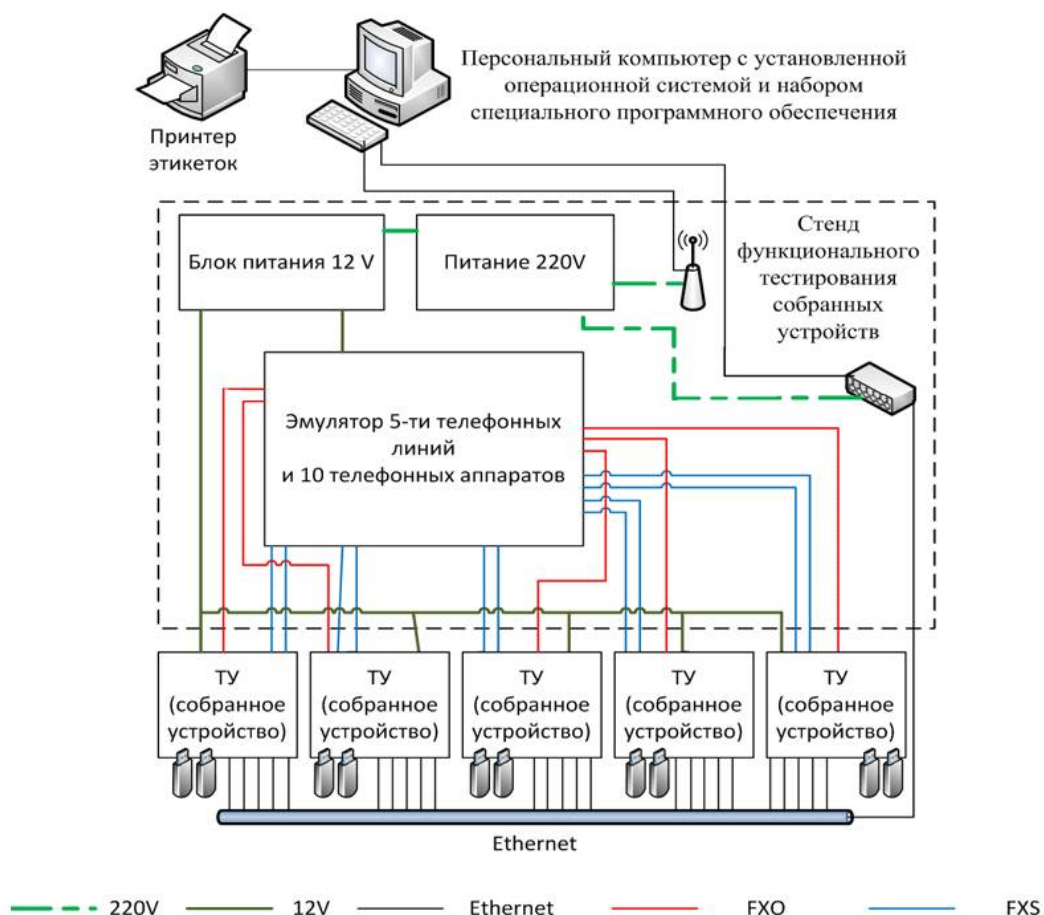 Персональный компьютер с установленной
операционной системой и набором
специального программного обеспечения
Принтер
этикеток
Блок питания 12 V
Питание 220V
Стенд
функционального
тестирования
собранных
устройств
Эмулятор 5-ти телефонных
линий
и 10 телефонных аппаратов
ТУ
(собранное
устройство)
ТУ
(собранное
устройство)
ТУ
(собранное
устройство)
ТУ
(собранное
устройство)
ТУ
(собранное
устройство)
Ethernet
220V
12V
Ethernet
FXO
FXS